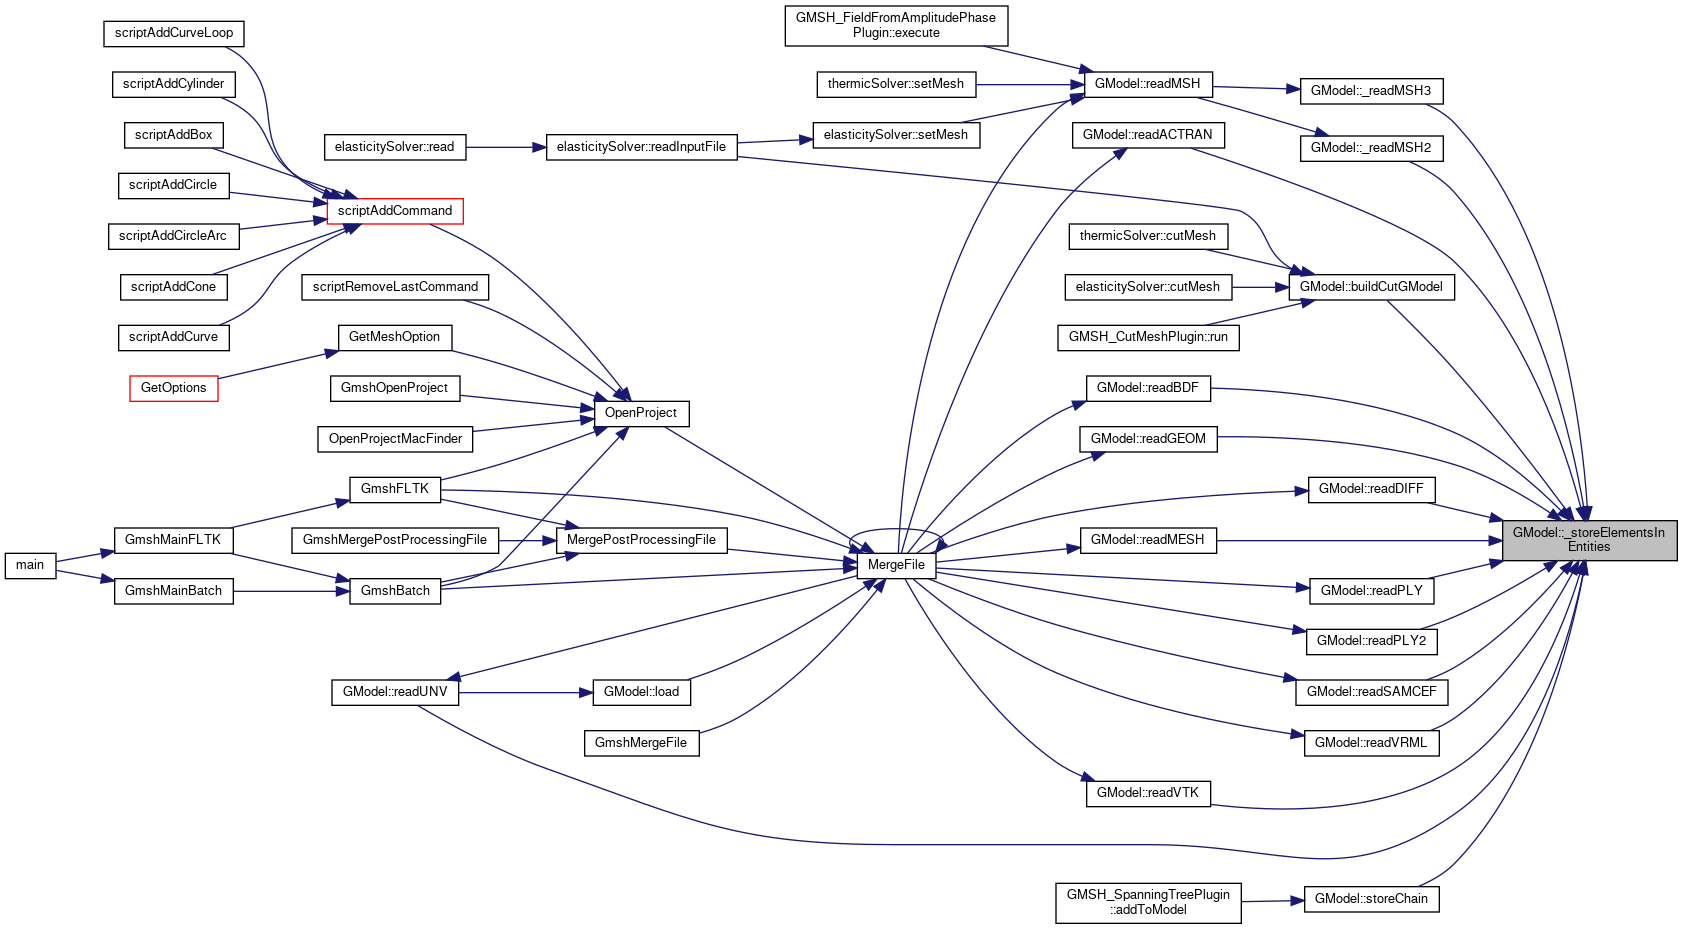 scriptAddCurveLoop
scriptAddCylinder
scriptAddBox
scriptAddCircle
scriptAddCircleArc
scriptAddCone
scriptAddCurve
GetOptions
main
GmshMainFLTK
GmshMainBatch
elasticitySolver::read
scriptAddCommand
scriptRemoveLastCommand
GetMeshOption
GmshOpenProject
OpenProjectMacFinder
GmshFLTK
GmshMergePostProcessingFile
GmshBatch
GModel::readUNV
elasticitySolver::readInputFile
OpenProject
MergePostProcessingFile
GModel::load
GmshMergeFile
GMSH_FieldFromAmplitudePhase
Plugin::execute
thermicSolver::setMesh
elasticitySolver::setMesh
MergeFile
GModel::readMSH
GModel::readACTRAN
thermicSolver::cutMesh
elasticitySolver::cutMesh
GMSH_CutMeshPlugin::run
GModel::readBDF
GModel::readGEOM
GModel::readMESH
GModel::readVTK
GMSH_SpanningTreePlugin
::addToModel
GModel::_readMSH3
GModel::_readMSH2
GModel::buildCutGModel
GModel::readDIFF
GModel::readPLY
GModel::readPLY2
GModel::readSAMCEF
GModel::readVRML
GModel::storeChain
GModel::_storeElementsIn
Entities